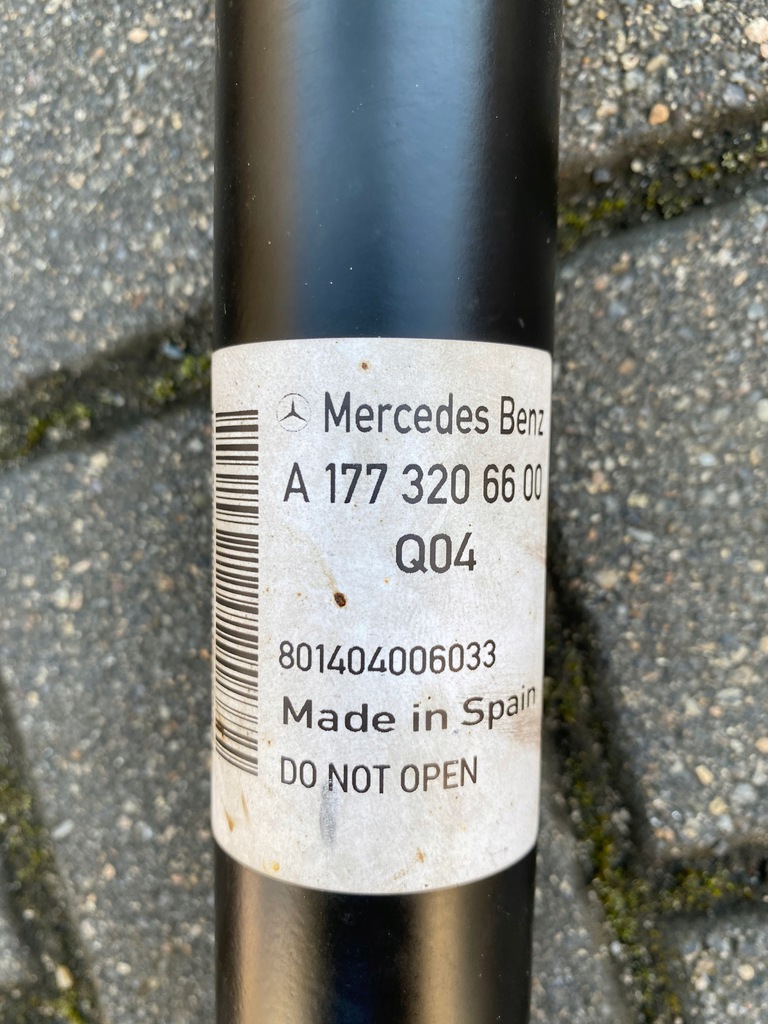 Mercedes Benz
A 177 320 66 00
Q04
801404006033
Made in Spain
DO NOT OPEN